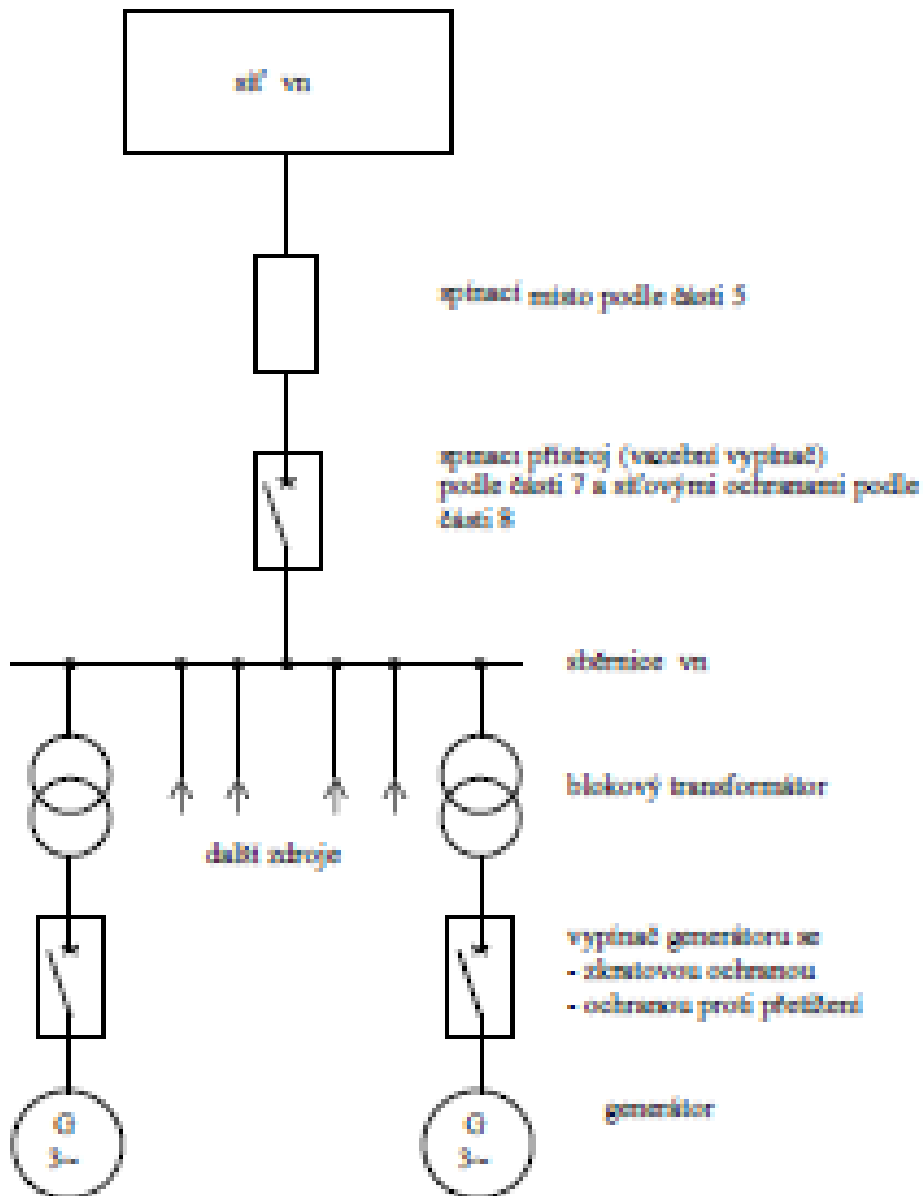 síť vn
spínací místo podle části 5
spínací přístroj (vazební vypínač)
podle části 7 a síťovými ochranami podle
části 8
sběrnice vn
blokový transformátor
další zdroje
vypínač generátoru se
- zkratovou ochranou
- ochranou proti přetížení
generátor
G
3~
G
3~